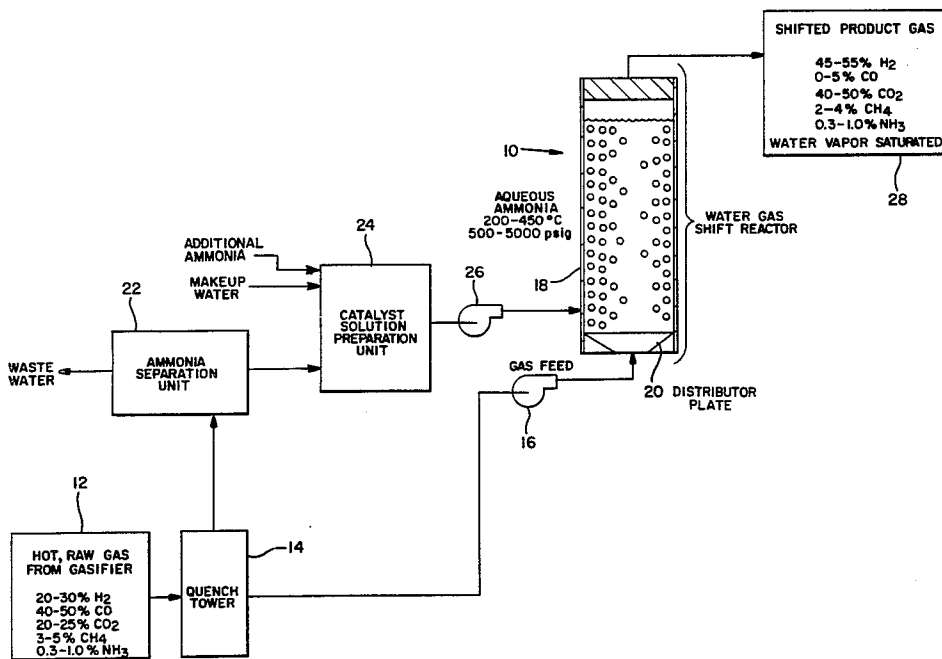 SHIFTED PRODUCT GAS
45-55% H2
0-5% CO
40-50% CO2
2-4% CH4
0.3-1.0% NH3
WATER VAPOR SATURATED
28
10
AQUEOUS
AMMONIA
200-450 °C
500-5000 psig
WATER GAS
SHIFT REACTOR
18
24
ADDITIONAL
AMMONIA
MAKEUP
WATER
CATALYST
SOLUTION
PREPARATION
UNIT
26
22
WASTE
WATER
AMMONIA
SEPARATION
UNIT
GAS FEED
16
20 DISTRIBUTOR
PLATE
12
HOT, RAW GAS
FROM GASIFIER
20-30% H2
40-50% CO
20-25% CO2
3-5% CH4
0.3-1.0% NH3
14
QUENCH
TOWER